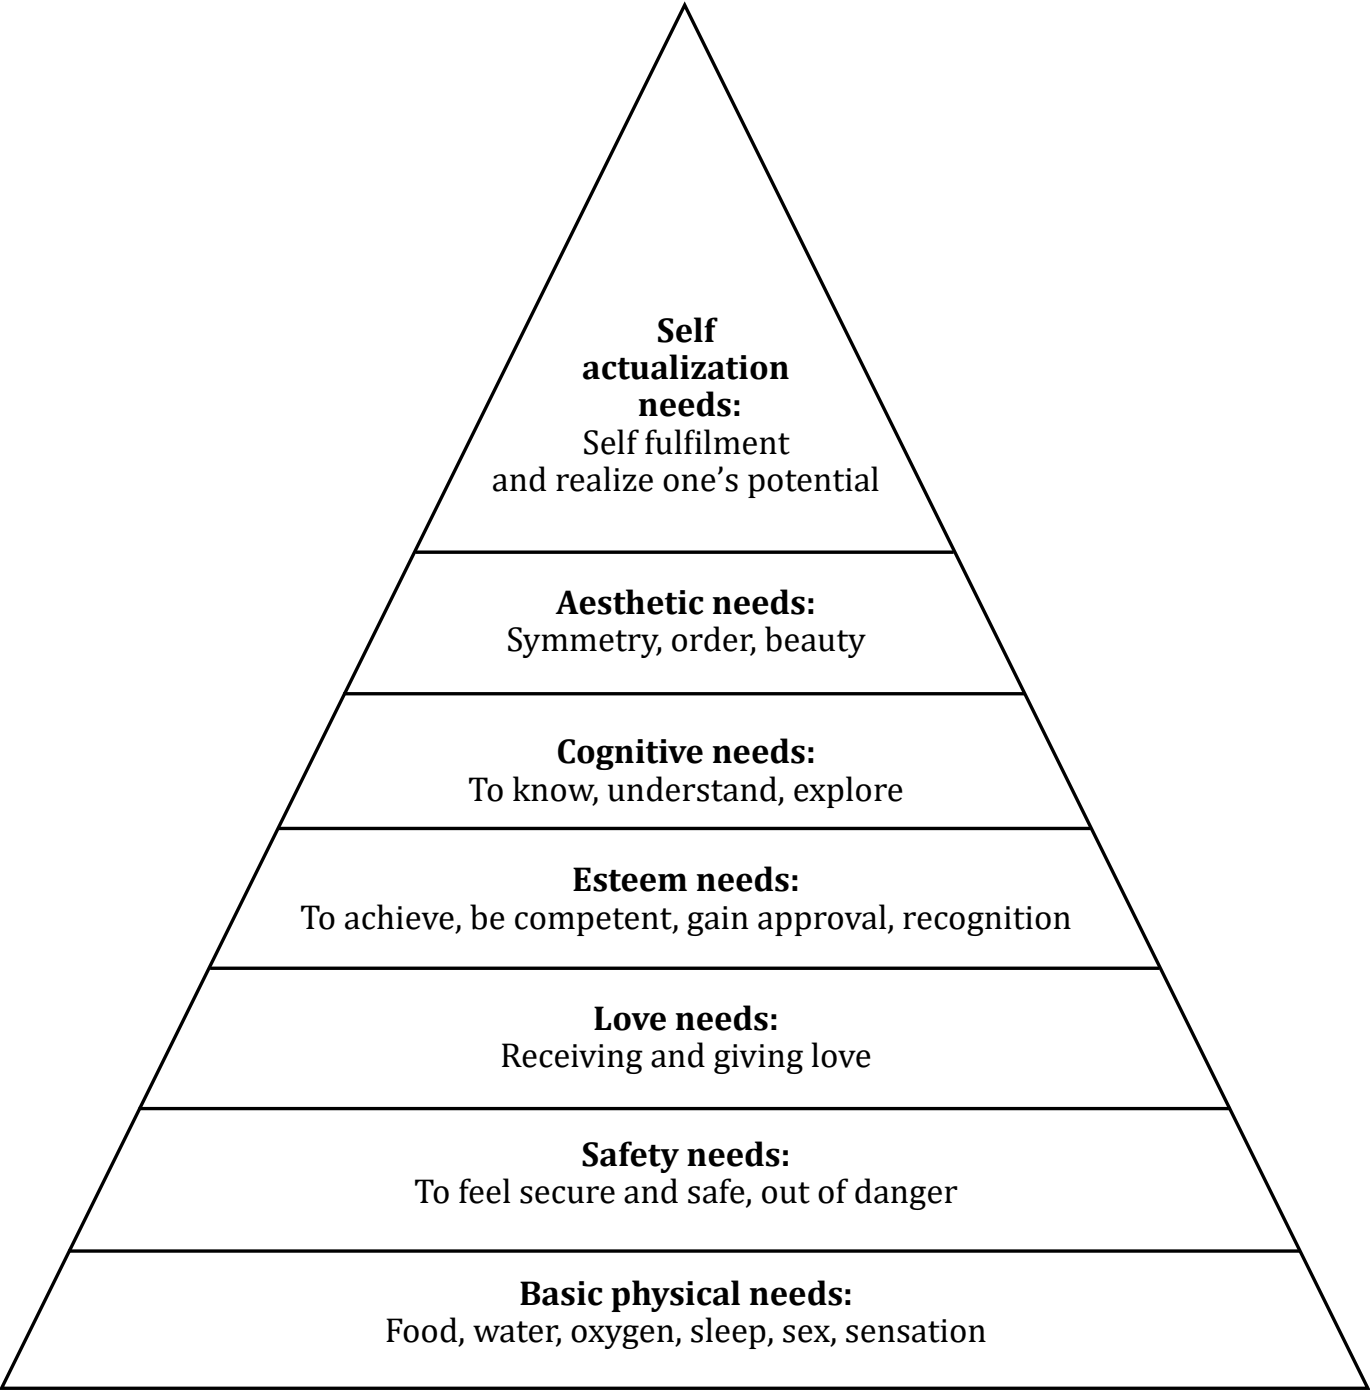 Self
actualization
needs:
Self fulfilment
and realize one’s potential
Aesthetic needs:
Symmetry, order, beauty
Cognitive needs:
To know, understand, explore
Esteem needs:
To achieve, be competent, gain approval, recognition
Love needs:
Receiving and giving love
Safety needs:
To feel secure and safe, out of danger
Basic physical needs:
Food, water, oxygen, sleep, sex, sensation